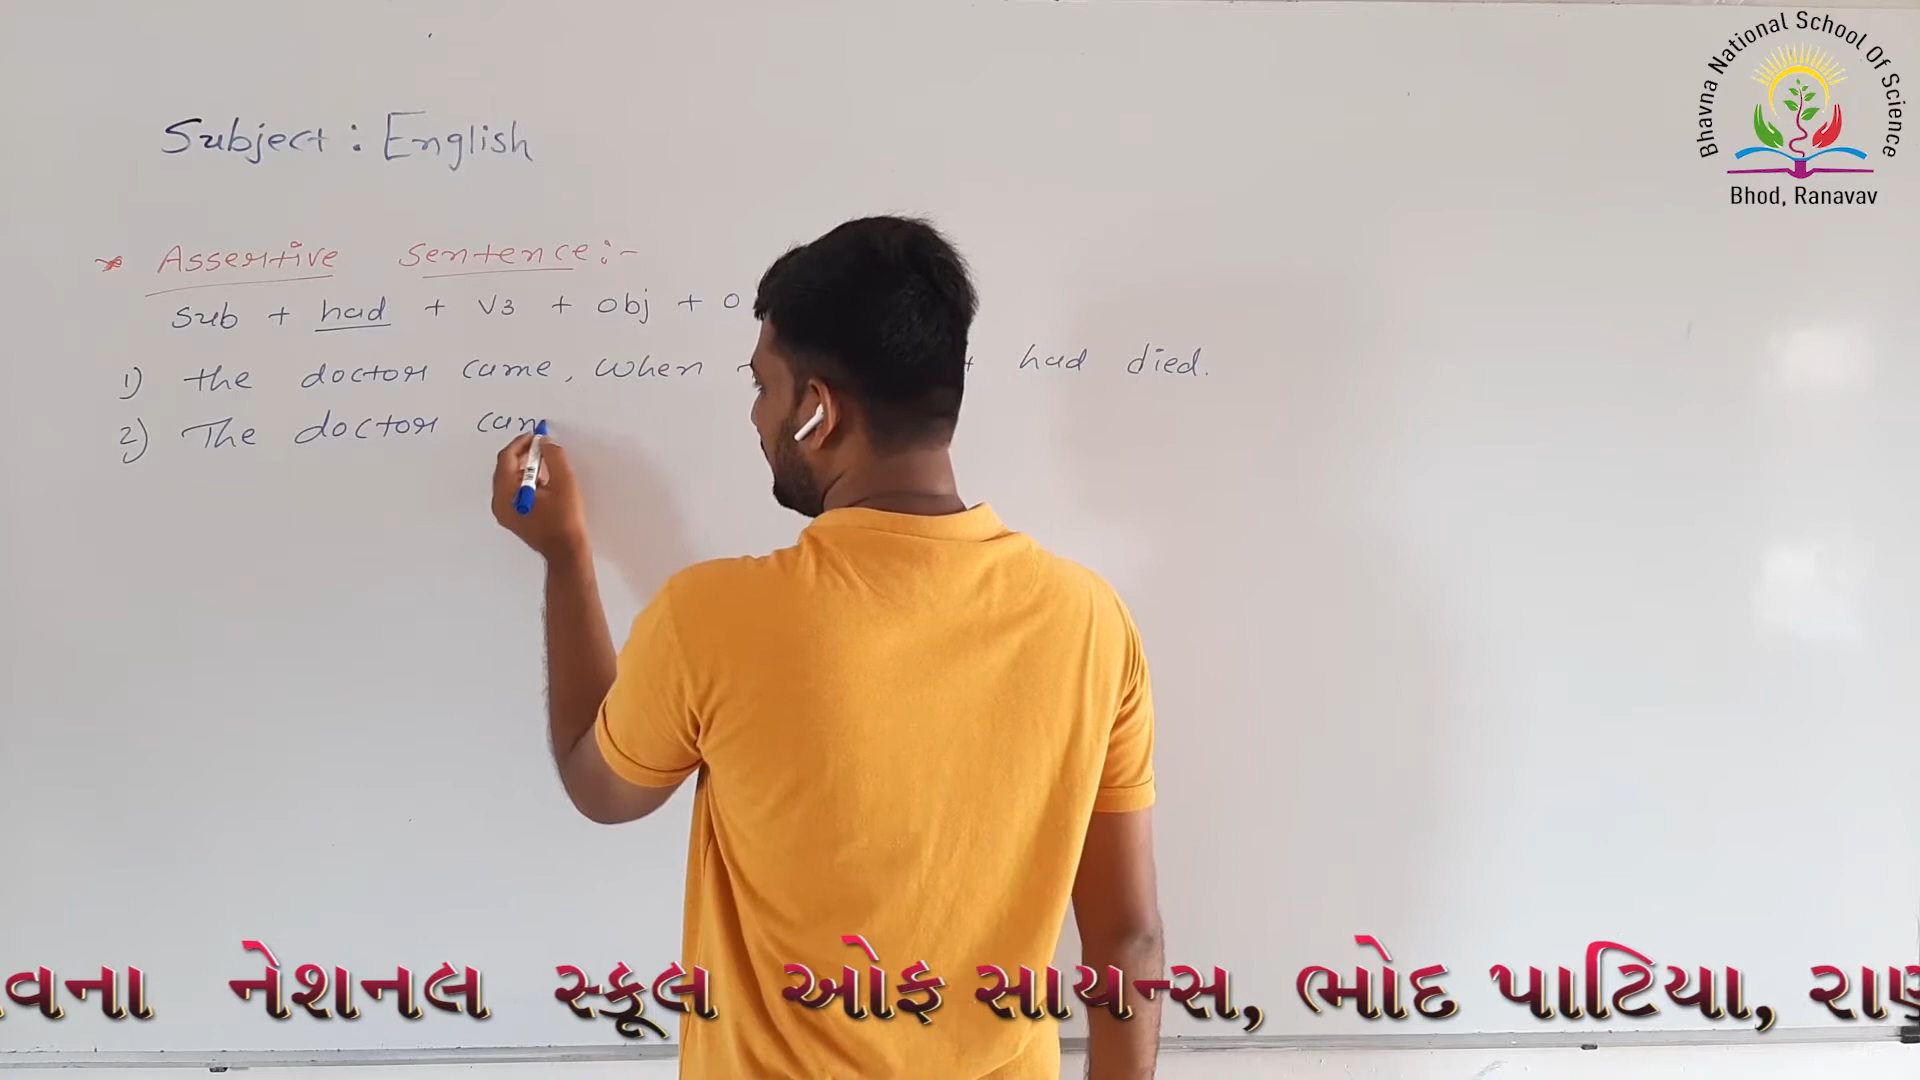 Subject : English
* Assertive Sentence :-
Sub + had + V3 + obj + O
1) the doctor came, when had died.
2) The doctor cam
Bhavna National School Of Science
Bhod, Ranavav
નેશનલ સ્કૂલ ઓફ સાયન્સ, ભોદ પાટિયા,